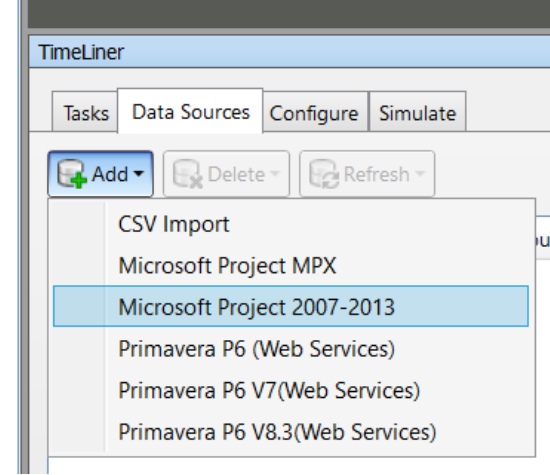 TimeLiner
Tasks Data Sources Configure Simulate
Add Delete Refresh
CSV Import
Microsoft Project MPX
Microsoft Project 2007-2013
Primavera P6 (Web Services)
Primavera P6 V7(Web Services)
Primavera P6 V8.3(Web Services)